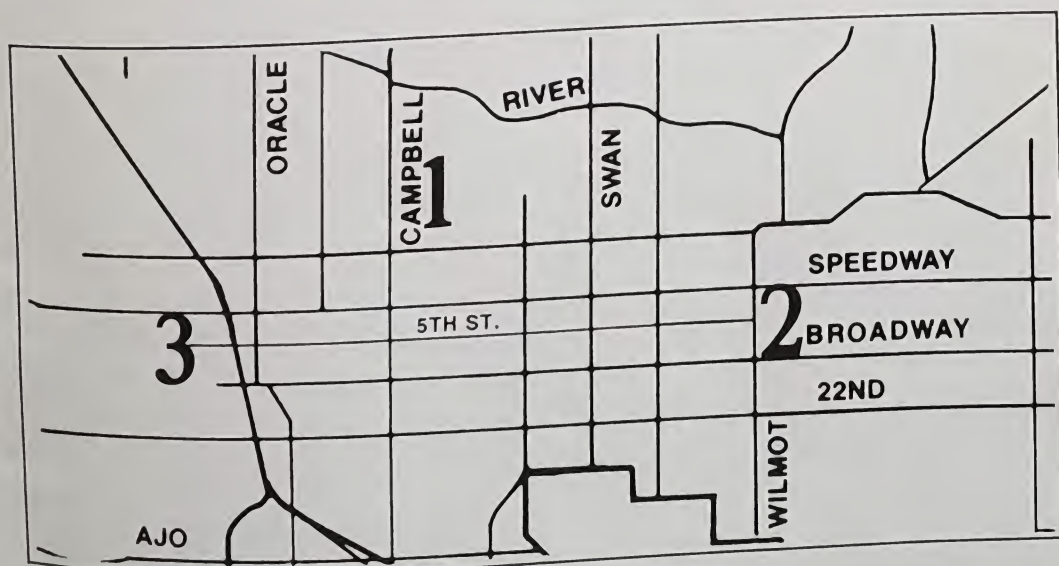 ORACLE
CAMPBELL
RIVER
SWAN
1
SPEEDWAY
2
BROADWAY
3
5TH ST.
22ND
WILMOT
AJO